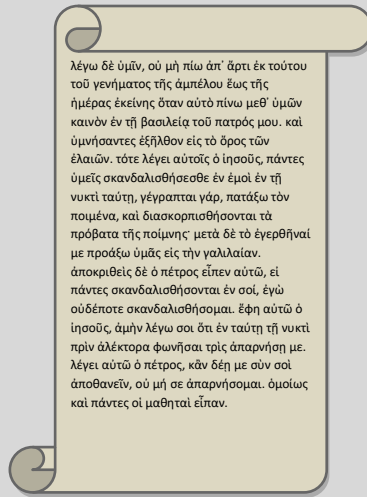 λέγω δὲ ὑμῖν, οὐ μὴ πίω ἀπ' ἄρτι ἐκ τούτου
τοῦ γενήματος τῆς ἀμπέλου ἕως τῆς
ἡμέρας ἐκείνης ὅταν αὐτὸ πίνω μεθ' ὑμῶν
καινὸν ἐν τῇ βασιλείᾳ τοῦ πατρός μου. καὶ
ὑμνήσαντες ἐξῆλθον εἰς τὸ ὄρος τῶν
ἐλαιῶν. τότε λέγει αὐτοῖς ὁ ἰησοῦς, πάντες
ὑμεῖς σκανδαλισθήσεσθε ἐν ἐμοὶ ἐν τῇ
νυκτὶ ταύτῃ, γέγραπται γάρ, πατάξω τὸν
ποιμένα, καὶ διασκορπισθήσονται τὰ
πρόβατα τῆς ποίμνης· μετὰ δὲ τὸ ἐγερθῆναί
με προάξω ὑμᾶς εἰς τὴν γαλιλαίαν.
ἀποκριθεὶς δὲ ὁ πέτρος εἶπεν αὐτῷ, εἰ
πάντες σκανδαλισθήσονται ἐν σοί, ἐγὼ
οὐδέποτε σκανδαλισθήσομαι. ἔφη αὐτῷ ὁ
ἰησοῦς, ἀμὴν λέγω σοι ὅτι ἐν ταύτῃ τῇ νυκτὶ
πρὶν ἀλέκτορα φωνῆσαι τρὶς ἀπαρνήσῃ με.
λέγει αὐτῷ ὁ πέτρος, κἂν δέῃ με σὺν σοὶ
ἀποθανεῖν, οὐ μή σε ἀπαρνήσομαι. ὁμοίως
καὶ πάντες οἱ μαθηταὶ εἶπαν.